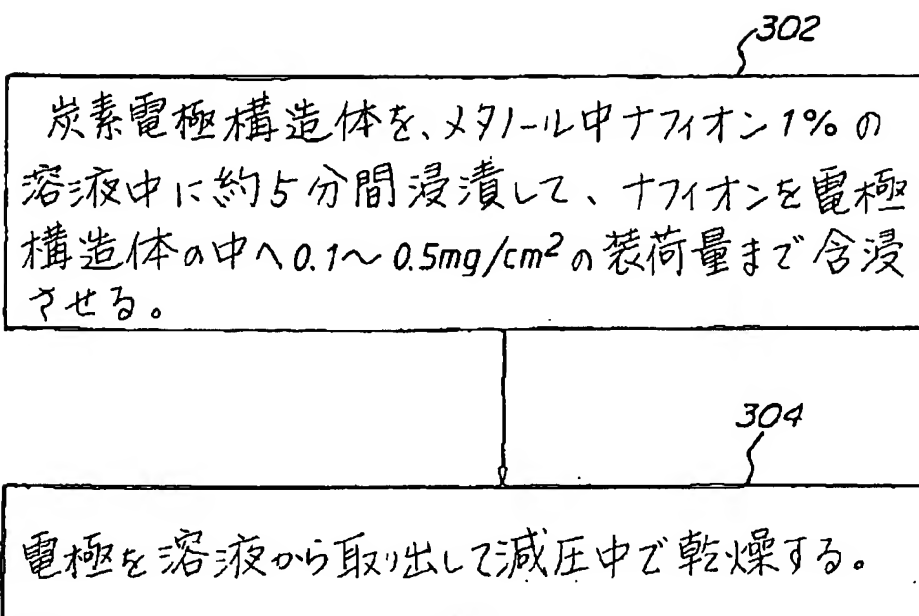 302
炭素電極構造体を、メタノール中ナフィオン1%の
溶液中に約5分間浸漬して、ナフィオンを電極
構造体の中へ0.1～0.5mg/cm²の装荷量まで含浸
させる。
304
電極を溶液から取り出して減圧中で乾燥する。